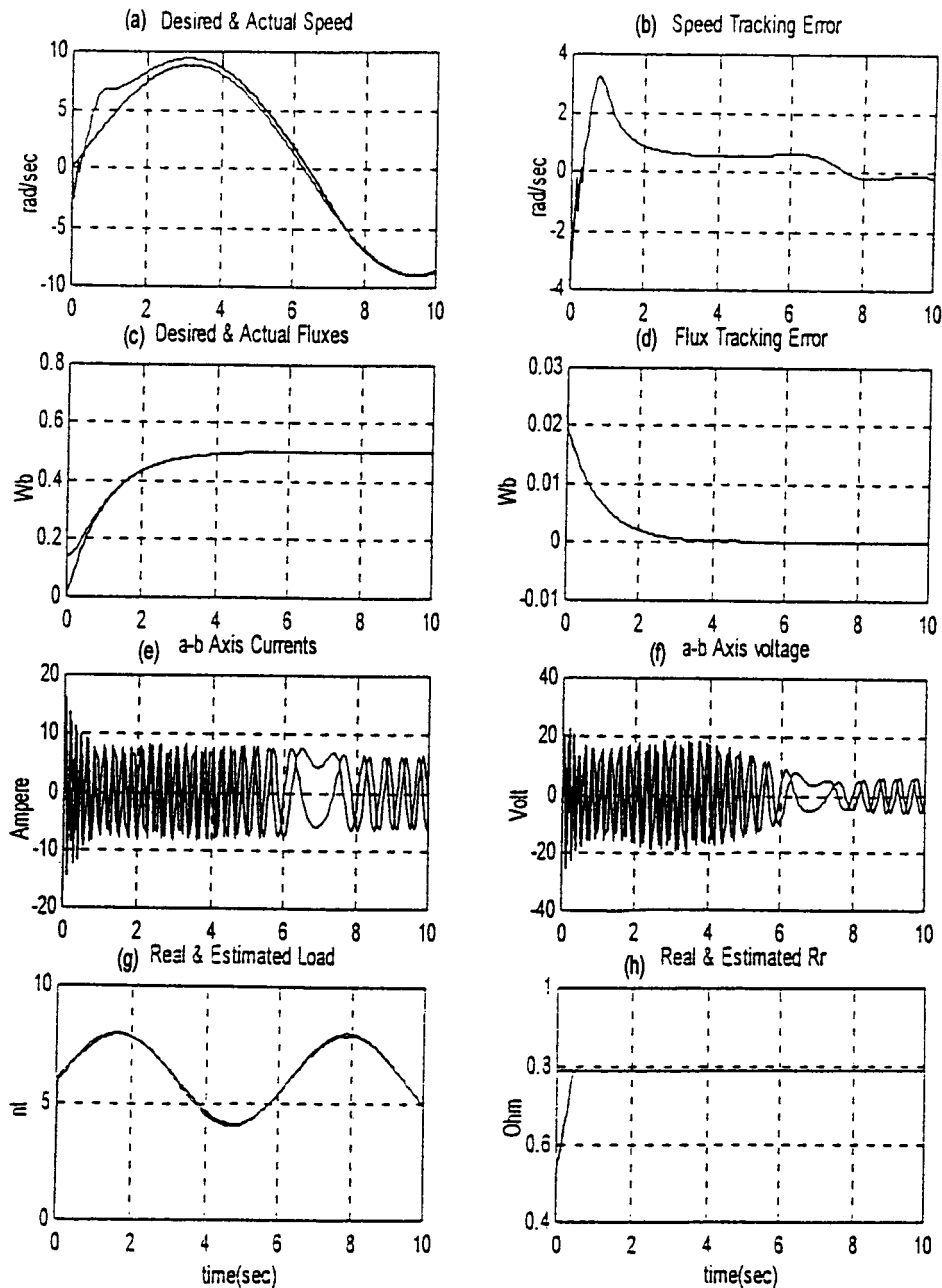 (a) Desired & Actual Speed
10
5
0
-5
-10
rad/sec
0 2 4 6 8 10
(b) Speed Tracking Error
4
2
0
-2
-4
rad/sec
0 2 4 6 8 10
(c) Desired & Actual Fluxes
0.8
0.6
0.4
0.2
0
Wb
0 2 4 6 8 10
(d) Flux Tracking Error
0.03
0.02
0.01
0
-0.01
Wb
0 2 4 6 8 10
(e) a-b Axis Currents
20
10
0
-10
-20
Ampere
0 2 4 6 8 10
(f) a-b Axis voltage
40
20
0
-20
-40
Volt
0 2 4 6 8 10
(g) Real & Estimated Load
10
5
0
nt
0 2 4 6 8 10
time(sec)
(h) Real & Estimated Rr
1
0.3
0.6
0.4
Ohm
0 2 4 6 8 10
time(sec)